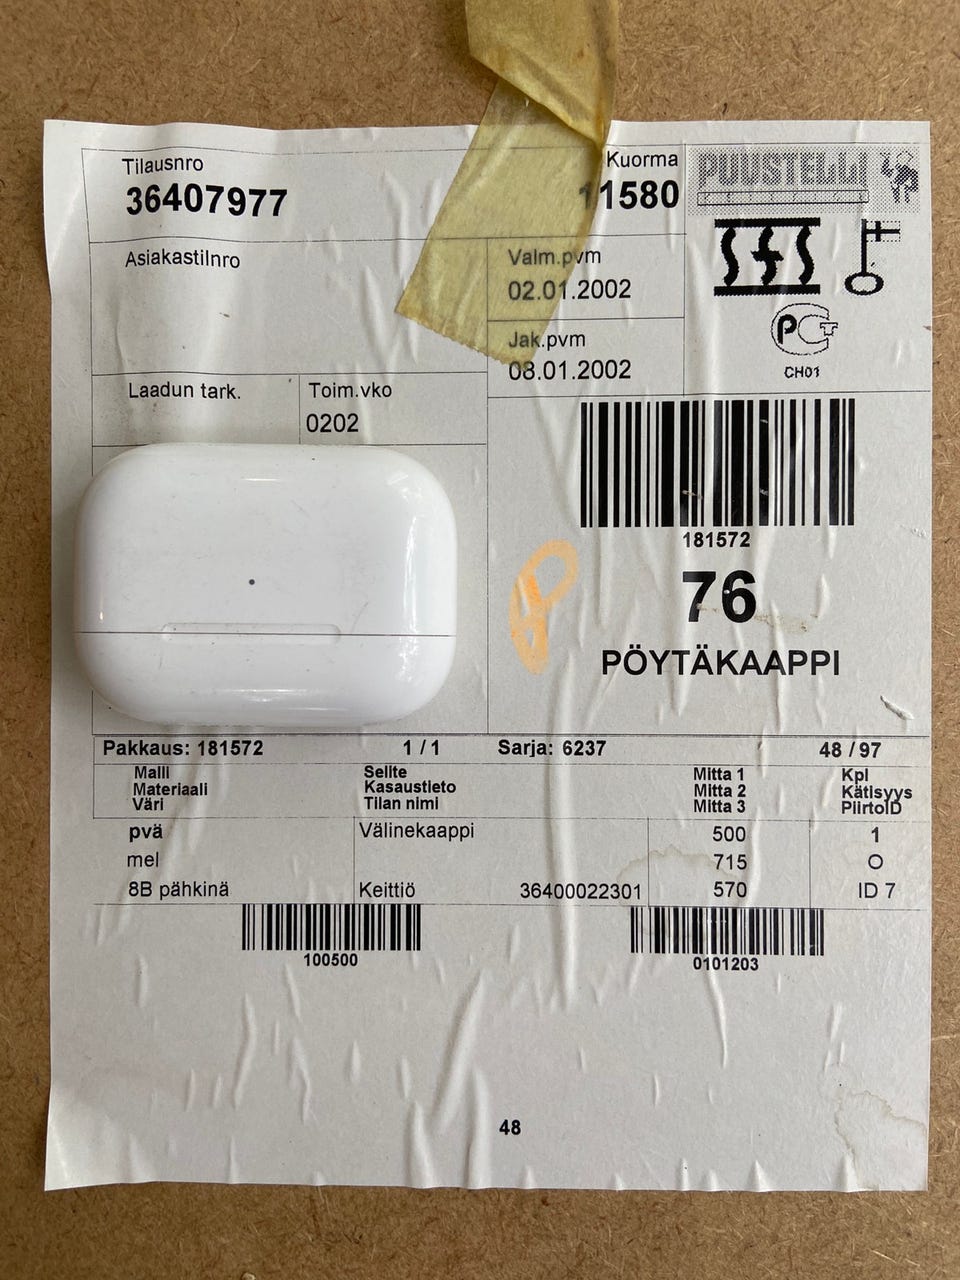 Tilausnro
36407977
Kuorma
11580
PUUSTELLI
Asiakastilnro
Valm.pvm
02.01.2002
Jak.pvm
08.01.2002
SFS
PCT
CH01
Laadun tark.
Toim.vko
0202
181572
76
PÖYTÄKAAPPI
Pakkaus: 181572 1 / 1 Sarja: 6237 48 / 97
Malli Selite Mitta 1 Kpl
Materiaali Kasaustieto Mitta 2 Kätisyys
Väri Tilan nimi Mitta 3 PiirtoID
pvä Välinekaappi 500 1
mel 715 O
8B pähkinä Keittiö 36400022301 570 ID 7
100500 0101203
48